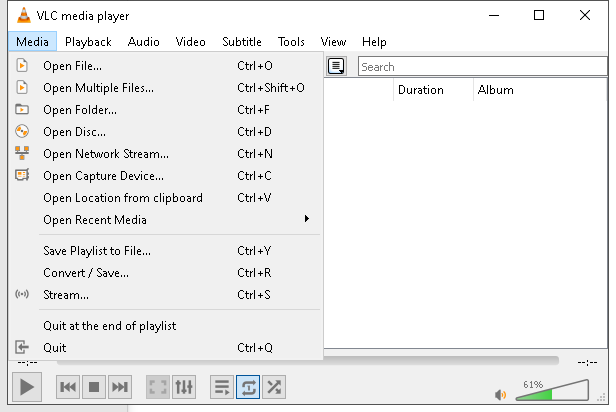 VLC media player
Media Playback Audio Video Subtitle Tools View Help
Open File... Ctrl+O
Open Multiple Files... Ctrl+Shift+O
Open Folder... Ctrl+F
Open Disc... Ctrl+D
Open Network Stream... Ctrl+N
Open Capture Device... Ctrl+C
Open Location from clipboard Ctrl+V
Open Recent Media
Save Playlist to File... Ctrl+Y
Convert / Save... Ctrl+R
Stream... Ctrl+S
Quit at the end of playlist
Quit Ctrl+Q
Search
Duration Album
--:-- --:--
61%